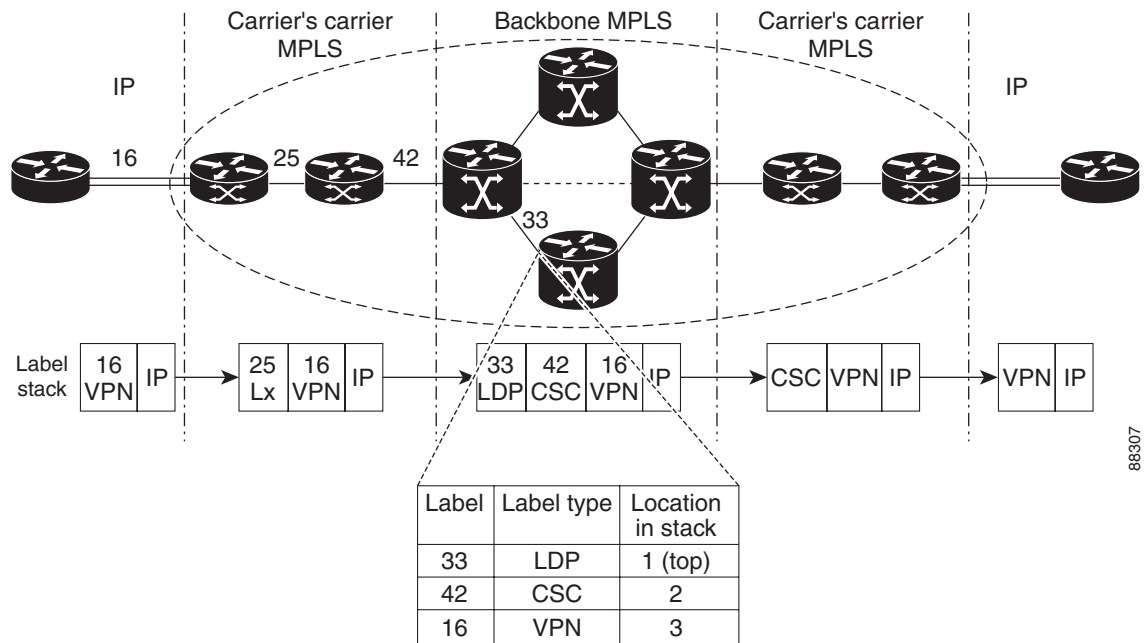 Carrier's carrier
MPLS
Backbone MPLS
Carrier's carrier
MPLS
IP
IP
16
25
42
33
Label
stack
16
VPN
IP
25
Lx
16
VPN
IP
33
LDP
42
CSC
16
VPN
IP
CSC
VPN
IP
VPN
IP
88307
Label
Label type
Location
in stack
33
LDP
1 (top)
42
CSC
2
16
VPN
3